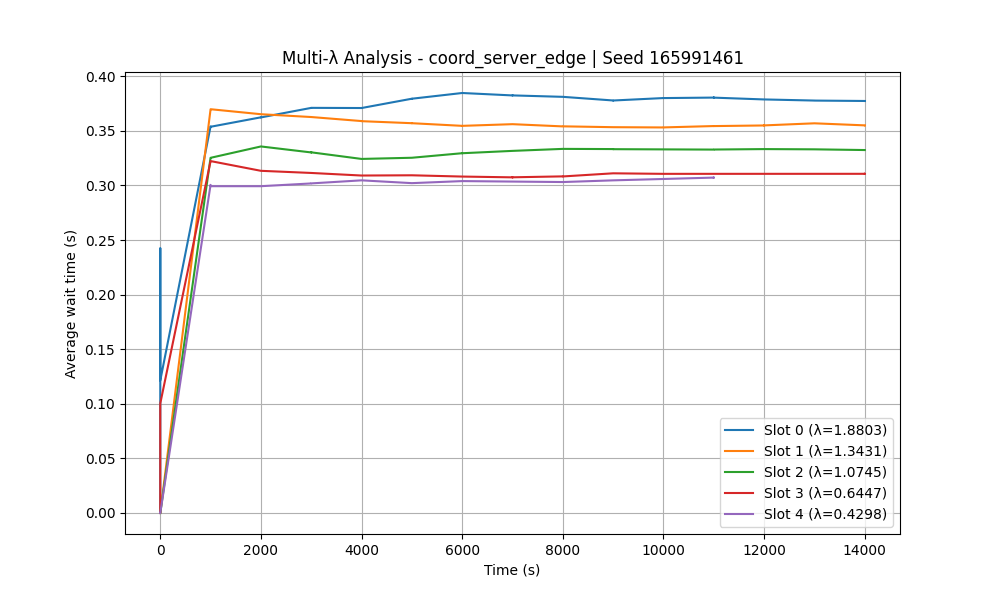 Multi-λ Analysis - coord_server_edge | Seed 165991461
0.40
0.35
0.30
0.25
0.20
0.15
0.10
0.05
0.00
Average wait time (s)
Slot 0 (λ=1.8803)
Slot 1 (λ=1.3431)
Slot 2 (λ=1.0745)
Slot 3 (λ=0.6447)
Slot 4 (λ=0.4298)
0 2000 4000 6000 8000 10000 12000 14000
Time (s)